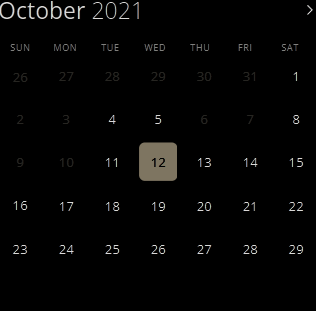 October 2021
SUN MON TUE WED THU FRI SAT
26 27 28 29 30 31 1
2 3 4 5 6 7 8
9 10 11 12 13 14 15
16 17 18 19 20 21 22
23 24 25 26 27 28 29